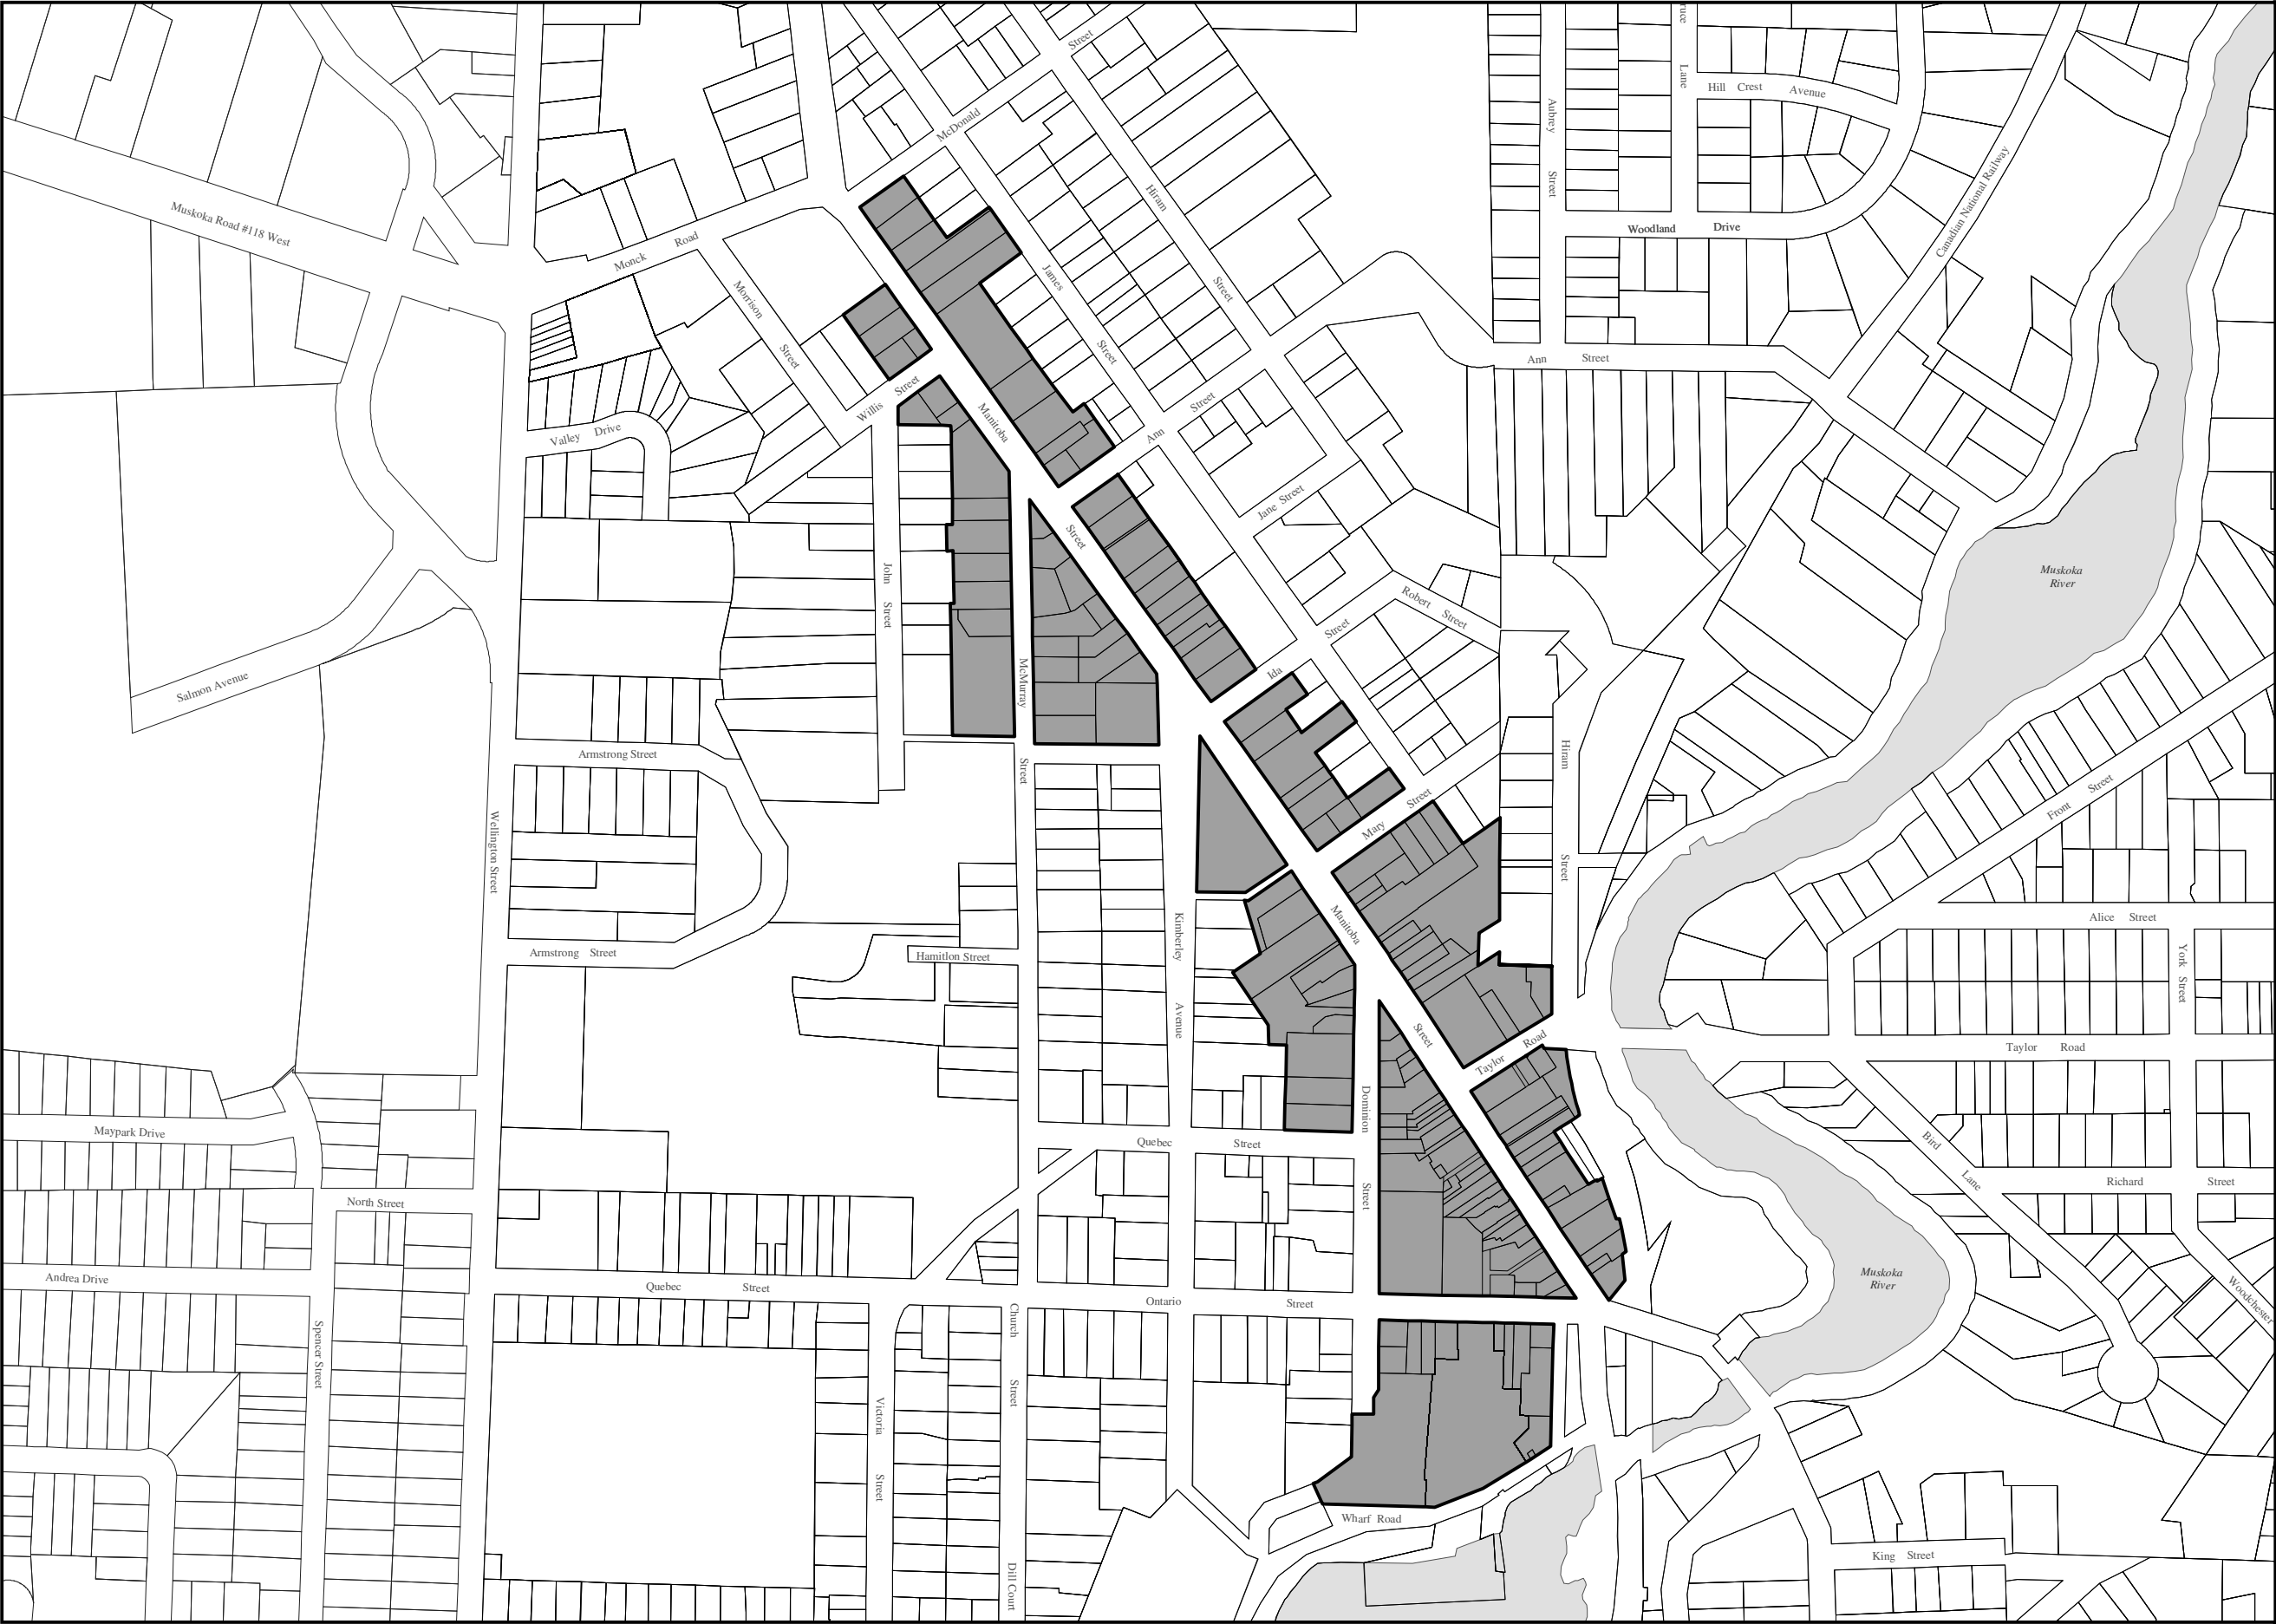 Street
uce
Lane
Hill Crest Avenue
McDonald
Aubrey
Street
Hiram
Street
Canadian National Railway
Muskoka Road #118 West
Woodland Drive
Monck Road
Morrison
Street
James
Street
Ann Street
Willis Street
Manitoba
Street
Valley Drive
Ann Street
Jane Street
Muskoka
River
John
Street
Robert Street
Ida Street
McMurray
Street
Salmon Avenue
Armstrong Street
Hiram
Street
Front Street
Mary Street
Wellington Street
Alice Street
York Street
Kimberley
Avenue
Manitoba
Street
Armstrong Street
Hamitlon Street
Taylor Road
Taylor Road
Dominion
Street
Maypark Drive
Quebec Street
Bird
Lane
Richard Street
North Street
Andrea Drive
Quebec Street
Ontario Street
Muskoka
River
Woodchester
Spencer Street
Church
Street
Victoria
Street
Wharf Road
King Street
Dill Court